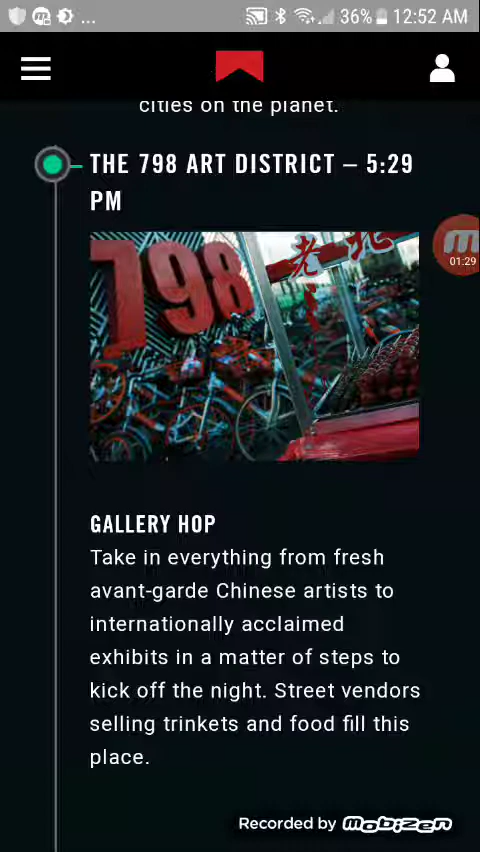 ... 36% 12:52 AM
cities on the planet.
THE 798 ART DISTRICT – 5:29
PM
798
老北
01:29
GALLERY HOP
Take in everything from fresh
avant-garde Chinese artists to
internationally acclaimed
exhibits in a matter of steps to
kick off the night. Street vendors
selling trinkets and food fill this
place.
Recorded by Mobizen